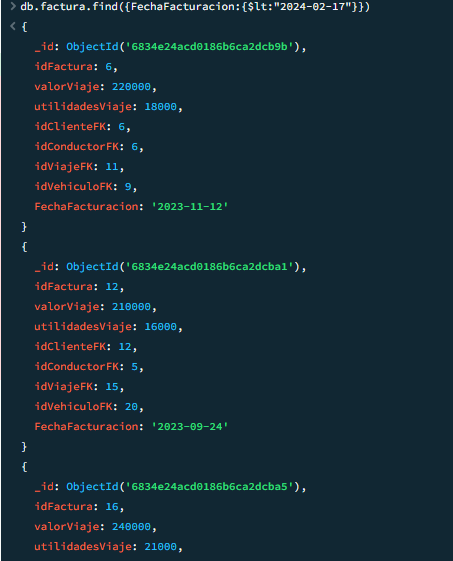 > db.factura.find({FechaFacturacion:{$lt:"2024-02-17"}})
< {
_id: ObjectId('6834e24acd0186b6ca2dcb9b'),
idFactura: 6,
valorViaje: 220000,
utilidadesViaje: 18000,
idClienteFK: 6,
idConductorFK: 6,
idViajeFK: 11,
idVehiculoFK: 9,
FechaFacturacion: '2023-11-12'
}
{
_id: ObjectId('6834e24acd0186b6ca2dcba1'),
idFactura: 12,
valorViaje: 210000,
utilidadesViaje: 16000,
idClienteFK: 12,
idConductorFK: 5,
idViajeFK: 15,
idVehiculoFK: 20,
FechaFacturacion: '2023-09-24'
}
{
_id: ObjectId('6834e24acd0186b6ca2dcba5'),
idFactura: 16,
valorViaje: 240000,
utilidadesViaje: 21000,